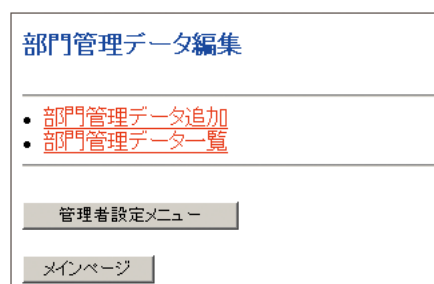 部門管理データ編集
部門管理データ追加
部門管理データ一覧
管理者設定メニュー
メインページ